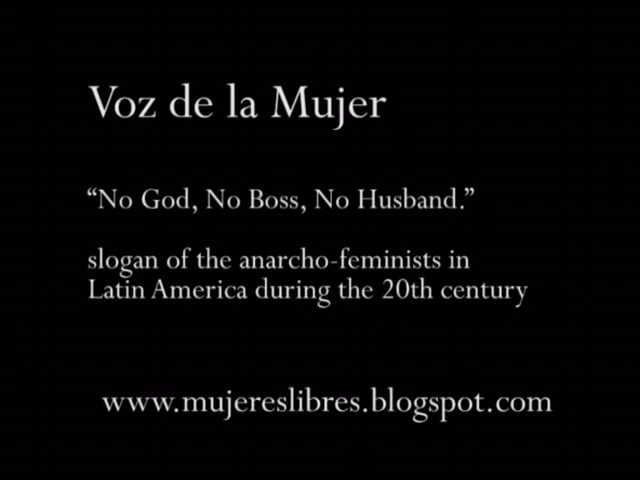 Voz de la Mujer
“No God, No Boss, No Husband.”
slogan of the anarcho-feminists in
Latin America during the 20th century
www.mujereslibres.blogspot.com